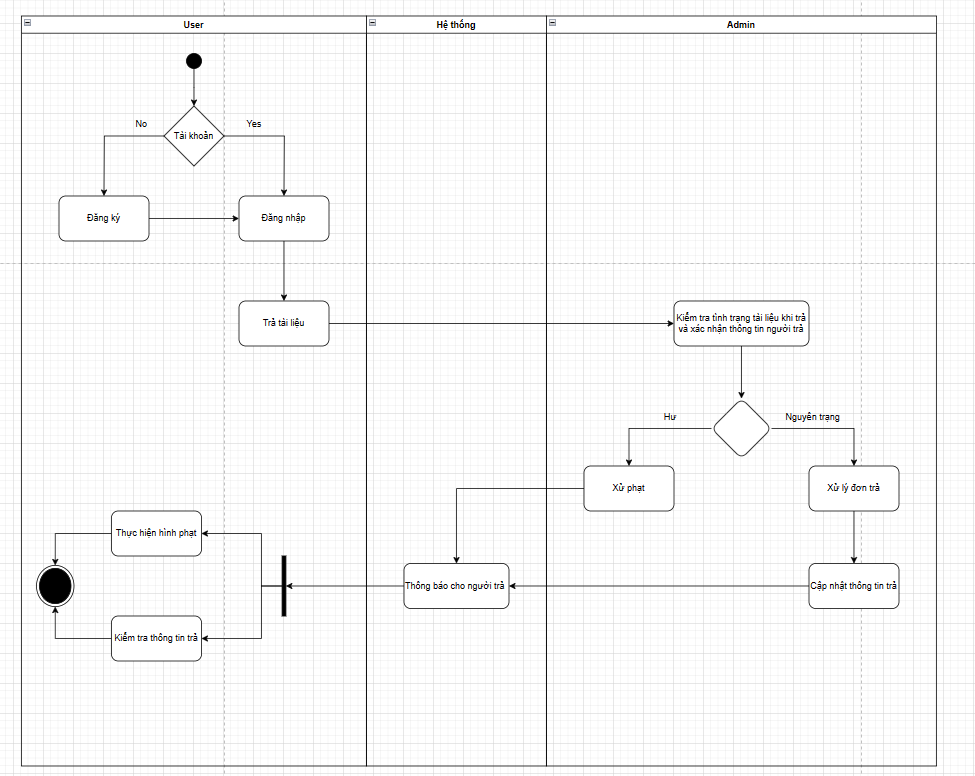 User
Hệ thống
Admin
Tài khoản
No
Yes
Đăng ký
Đăng nhập
Trả tài liệu
Kiểm tra tình trạng tài liệu khi trả
và xác nhận thông tin người trả
Hư
Nguyên trạng
Xử phạt
Xử lý đơn trả
Thực hiện hình phạt
Thông báo cho người trả
Cập nhật thông tin trả
Kiểm tra thông tin trả